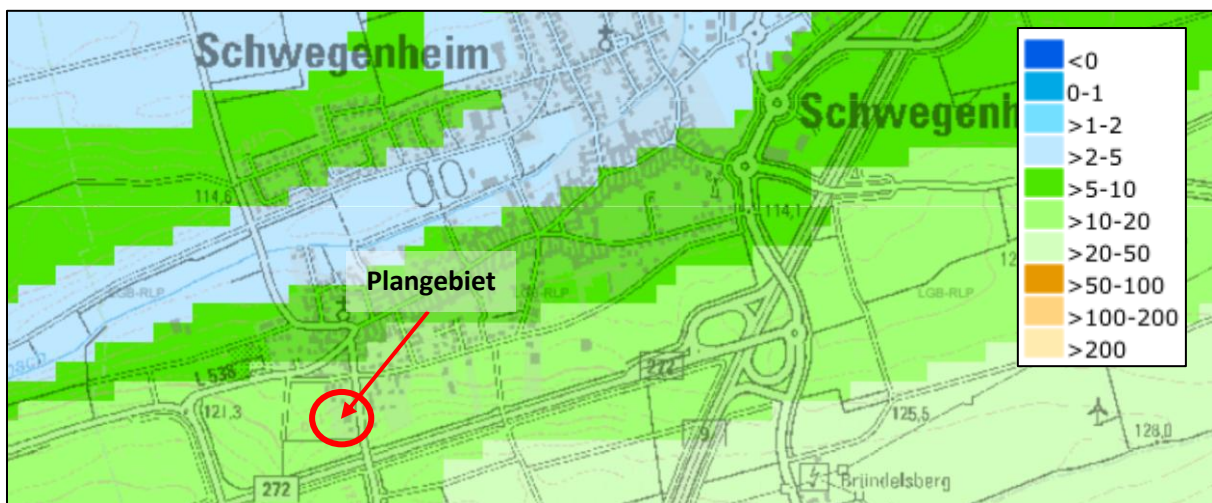 Schwegenheim
Schwegenh
<0
0-1
>1-2
>2-5
>5-10
>10-20
>20-50
>50-100
>100-200
>200
114,6
114,1
Plangebiet
LGB-RLP
LGB-RLP
L 538
121,3
272
9
125,5
128,0
272
Bründelsberg